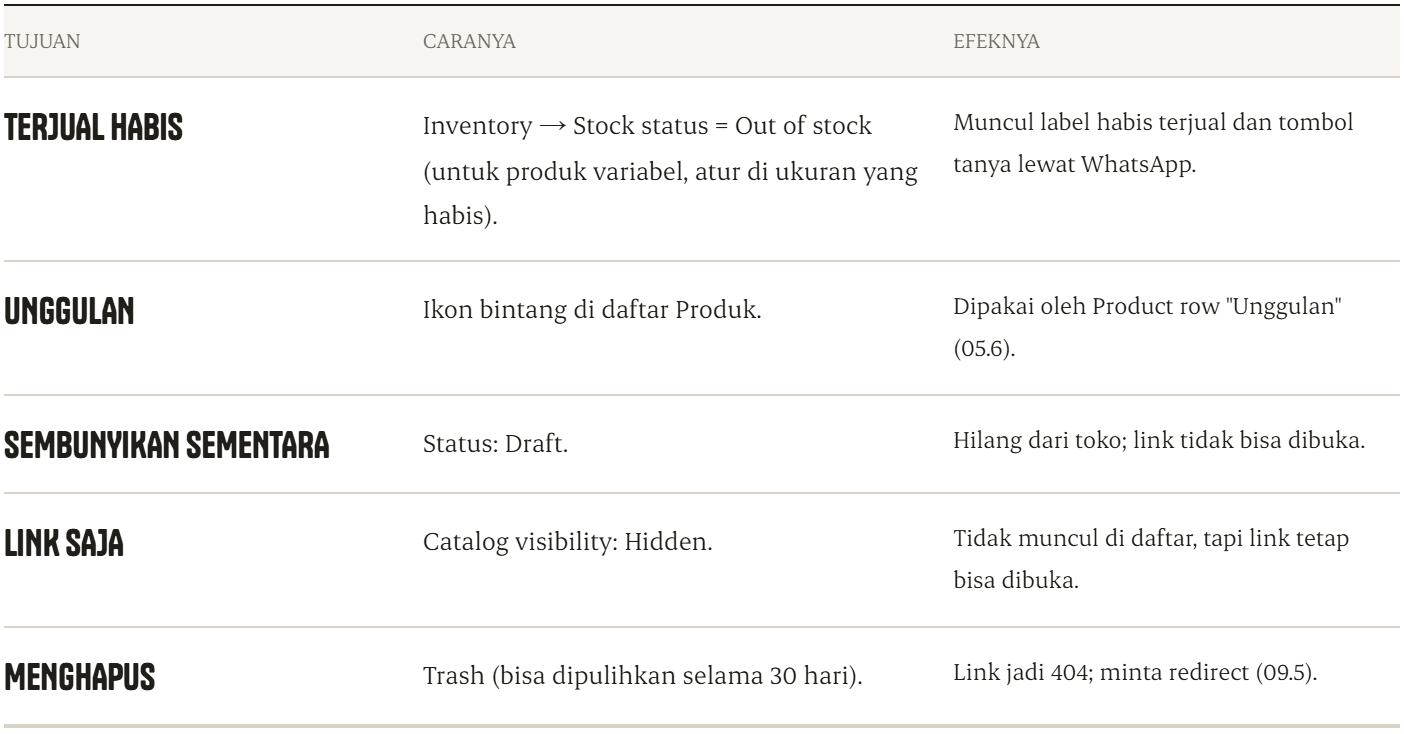 TUJUAN
CARANYA
EFEKNYA
TERJUAL HABIS
Inventory → Stock status = Out of stock
(untuk produk variabel, atur di ukuran yang
habis).
Muncul label habis terjual dan tombol
tanya lewat WhatsApp.
UNGGULAN
Ikon bintang di daftar Produk.
Dipakai oleh Product row "Unggulan"
(05.6).
SEMBUNYIKAN SEMENTARA
Status: Draft.
Hilang dari toko; link tidak bisa dibuka.
LINK SAJA
Catalog visibility: Hidden.
Tidak muncul di daftar, tapi link tetap
bisa dibuka.
MENGHAPUS
Trash (bisa dipulihkan selama 30 hari).
Link jadi 404; minta redirect (09.5).